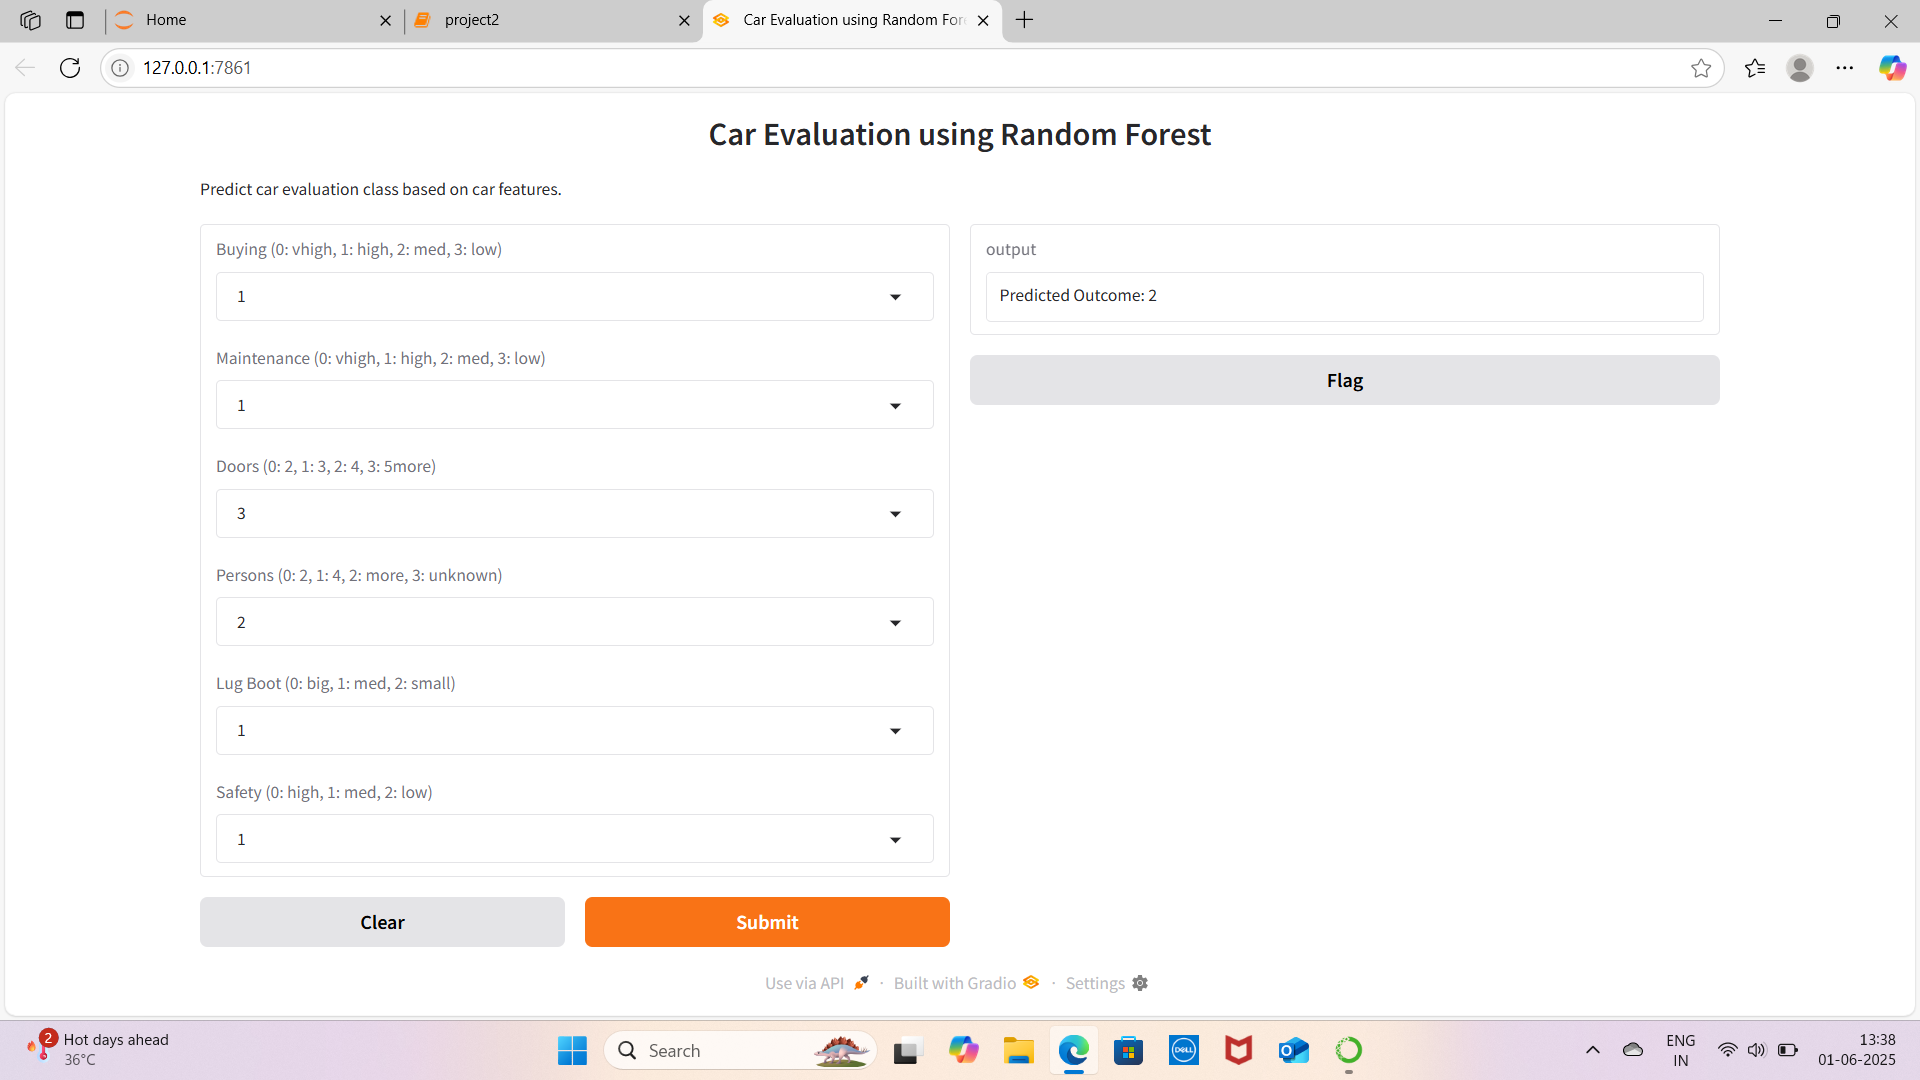 Home
project2
Car Evaluation using Random For
127.0.0.1:7861
Car Evaluation using Random Forest
Predict car evaluation class based on car features.
Buying (0: vhigh, 1: high, 2: med, 3: low)
1
Maintenance (0: vhigh, 1: high, 2: med, 3: low)
1
Doors (0: 2, 1: 3, 2: 4, 3: 5more)
3
Persons (0: 2, 1: 4, 2: more, 3: unknown)
2
Lug Boot (0: big, 1: med, 2: small)
1
Safety (0: high, 1: med, 2: low)
1
Clear
Submit
output
Predicted Outcome: 2
Flag
Use via API · Built with Gradio · Settings
2
Hot days ahead
36°C
Search
DELL
ENG
IN
13:38
01-06-2025